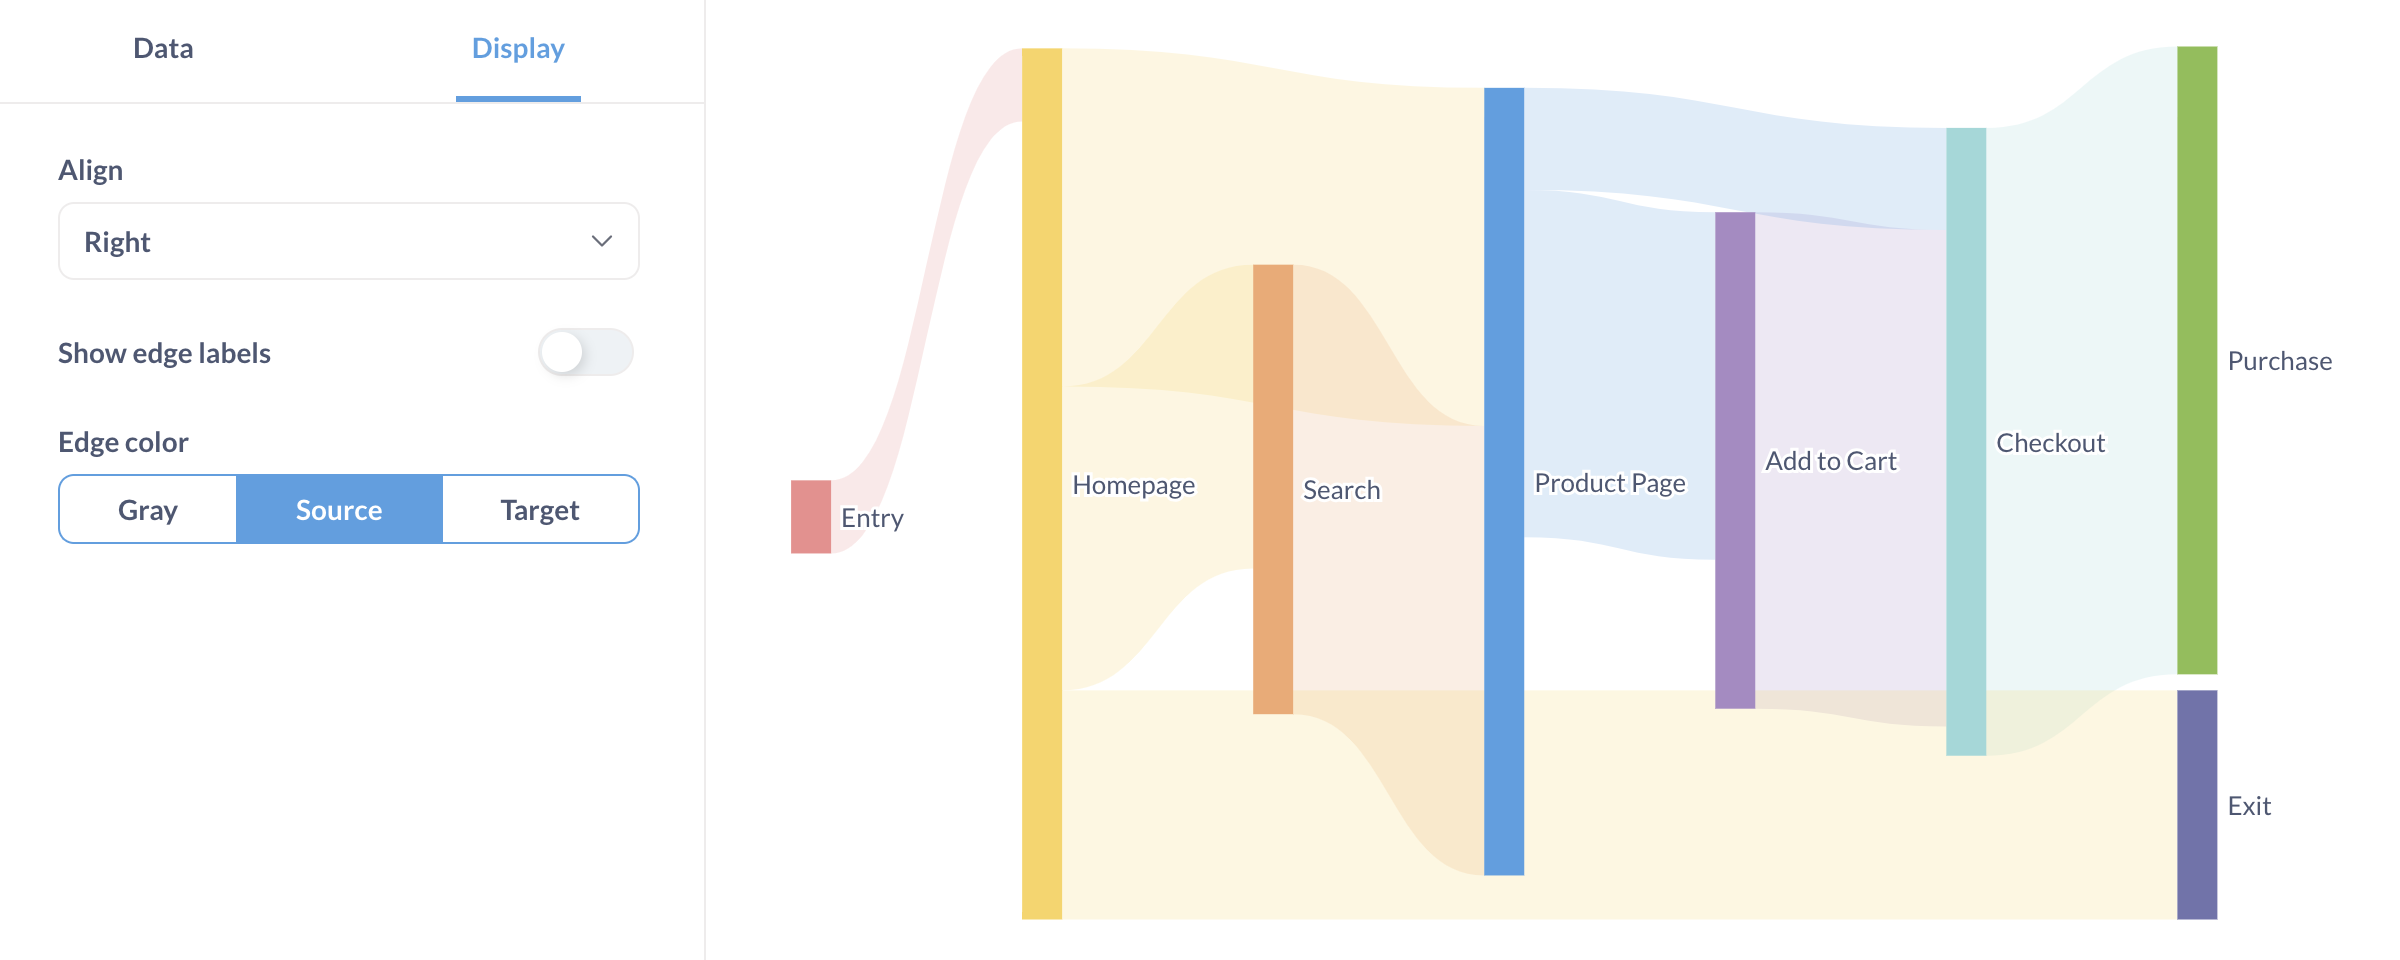 Data
Display
Align
Right
Show edge labels
Edge color
Gray
Source
Target
Entry
Homepage
Search
Product Page
Add to Cart
Checkout
Purchase
Exit